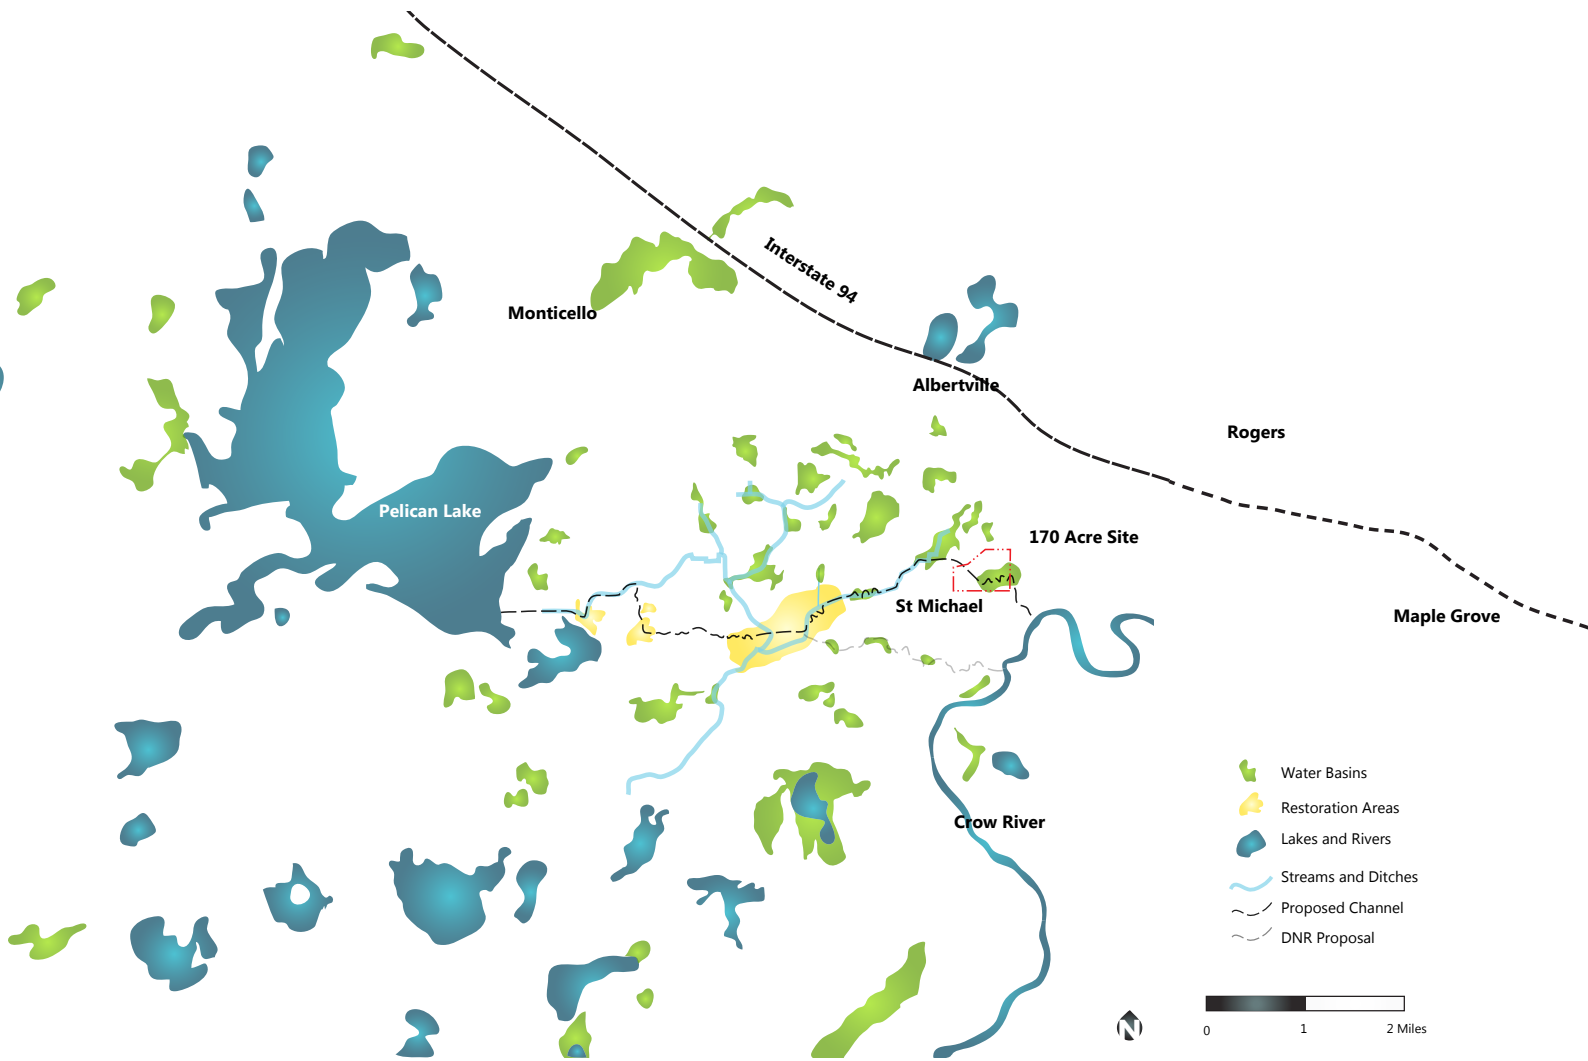 Interstate 94
Monticello
Albertville
Rogers
Pelican Lake
170 Acre Site
St Michael
Maple Grove
Crow River
Water Basins
Restoration Areas
Lakes and Rivers
Streams and Ditches
Proposed Channel
DNR Proposal
N
0 1 2 Miles